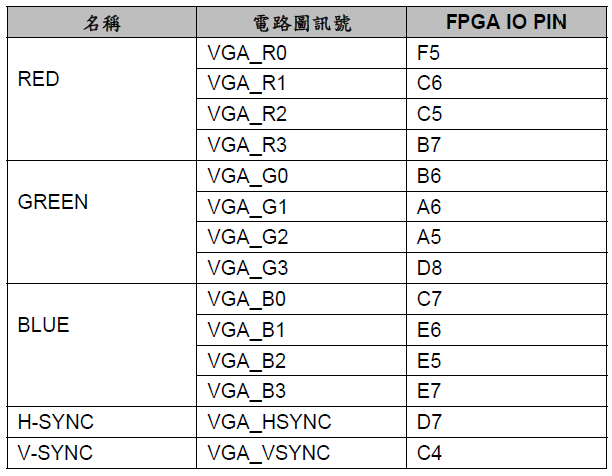 名稱 電路圖訊號 FPGA IO PIN
RED VGA_R0 F5
VGA_R1 C6
VGA_R2 C5
VGA_R3 B7
GREEN VGA_G0 B6
VGA_G1 A6
VGA_G2 A5
VGA_G3 D8
BLUE VGA_B0 C7
VGA_B1 E6
VGA_B2 E5
VGA_B3 E7
H-SYNC VGA_HSYNC D7
V-SYNC VGA_VSYNC C4